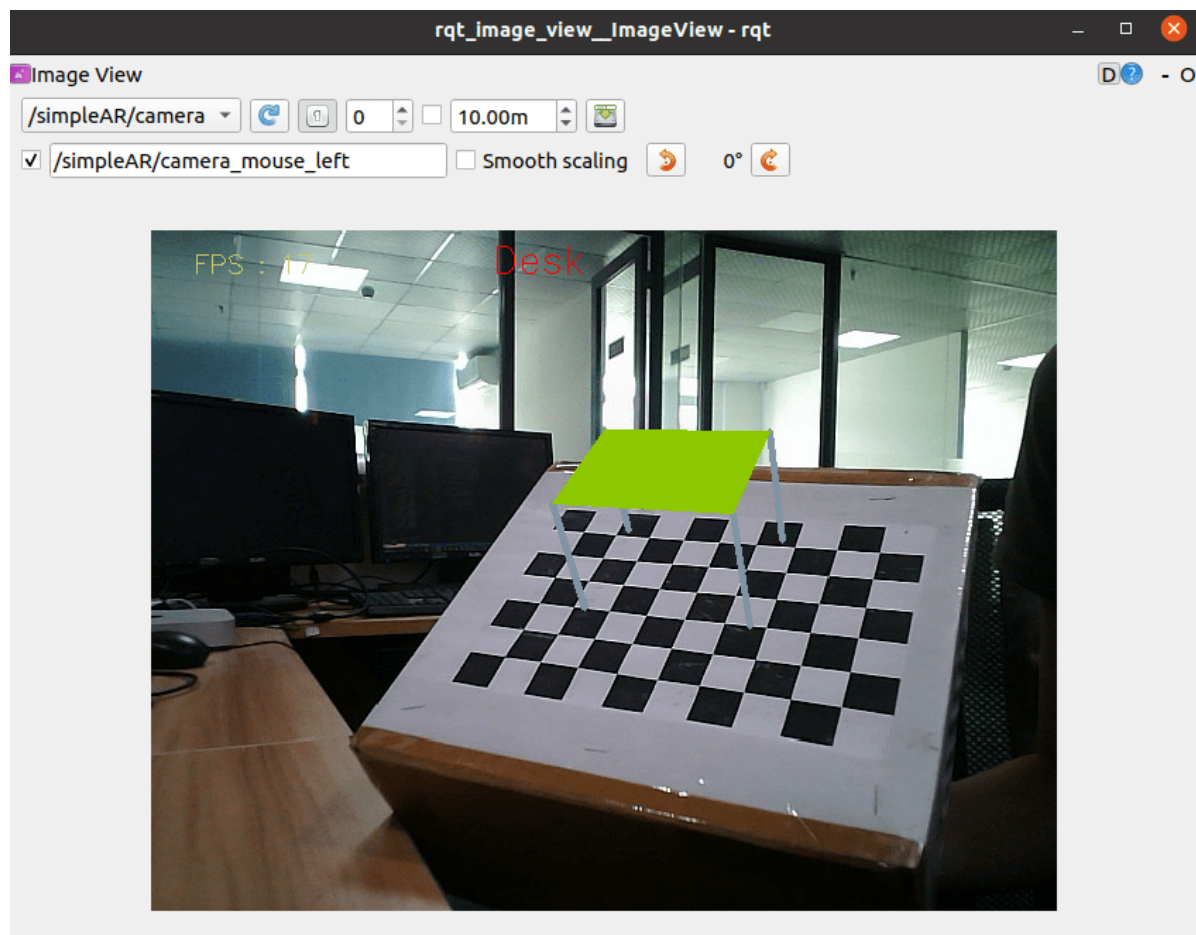 rqt_image_view__ImageView - rqt
Image View
D
?
- O
/simpleAR/camera
0
10.00m
/simpleAR/camera_mouse_left
Smooth scaling
0°
FPS : 17
Desk